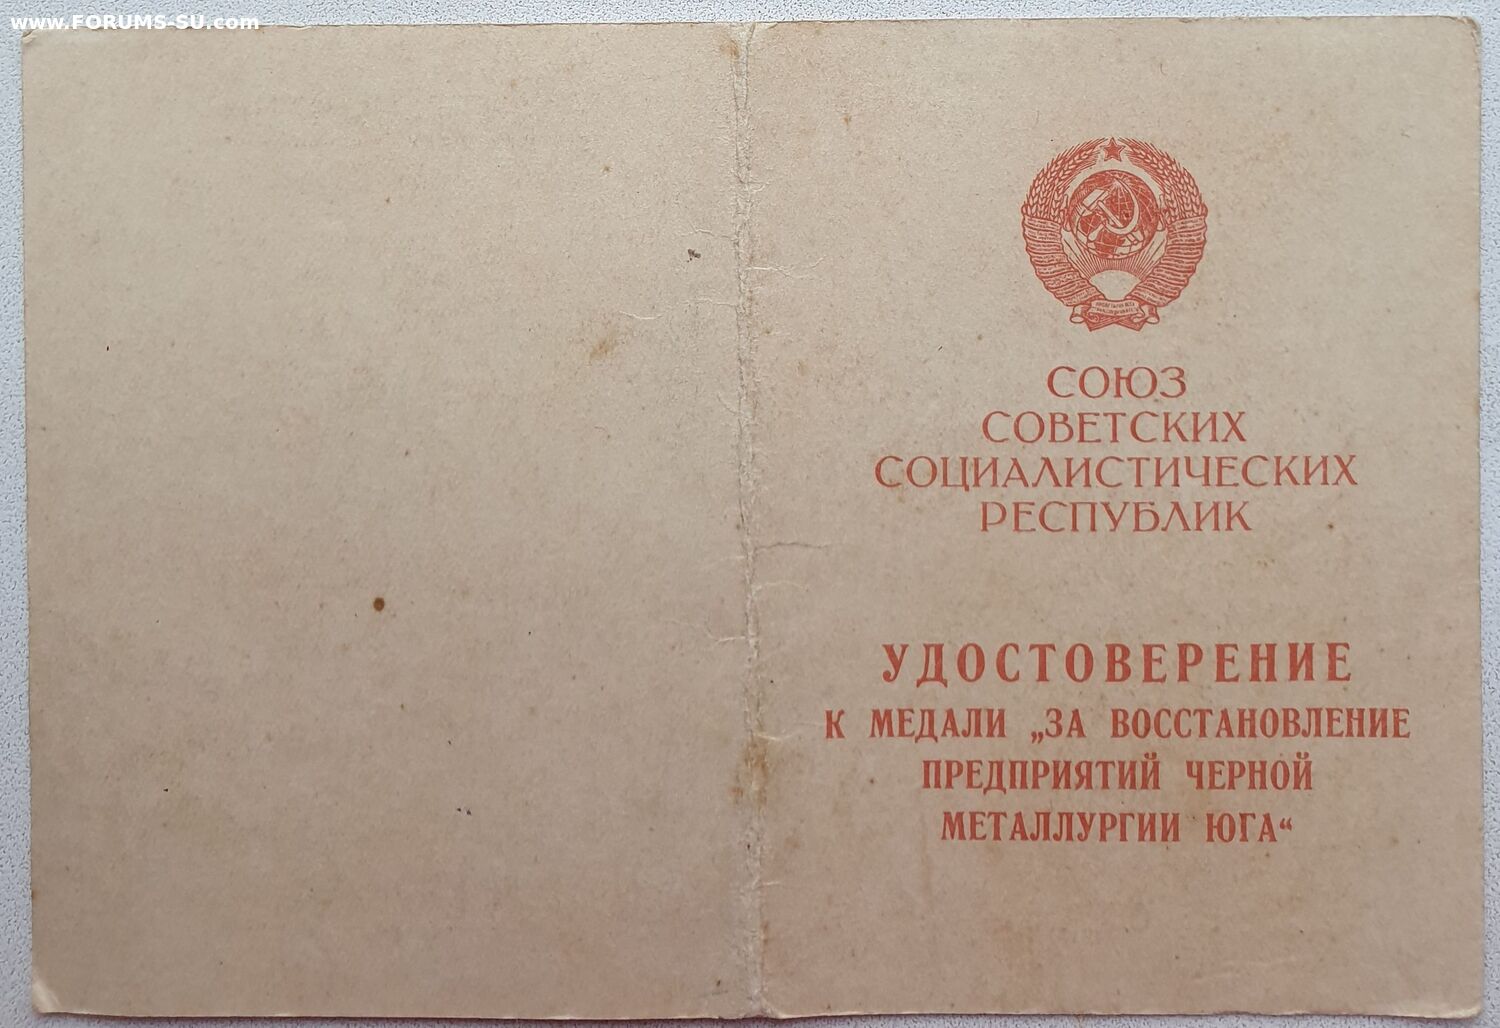 www.FORUMS-SU.com
СОЮЗ
СОВЕТСКИХ
СОЦИАЛИСТИЧЕСКИХ
РЕСПУБЛИК
УДОСТОВЕРЕНИЕ
К МЕДАЛИ „ЗА ВОССТАНОВЛЕНИЕ
ПРЕДПРИЯТИЙ ЧЕРНОЙ
МЕТАЛЛУРГИИ ЮГА“